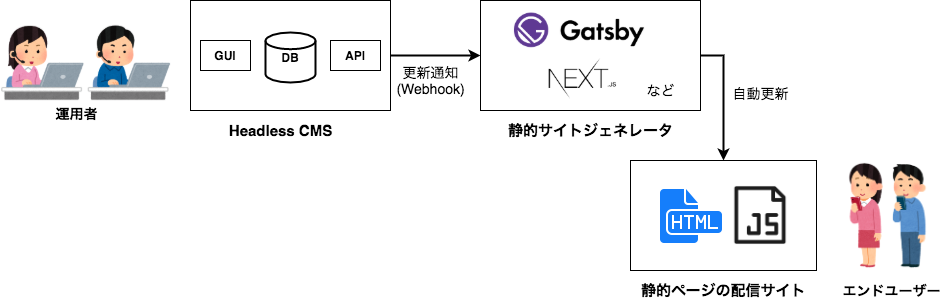 運用者
GUI
DB
API
Headless CMS
更新通知
(Webhook)
Gatsby
NEXT.JS
など
静的サイトジェネレータ
自動更新
HTML
JS
静的ページの配信サイト
エンドユーザー